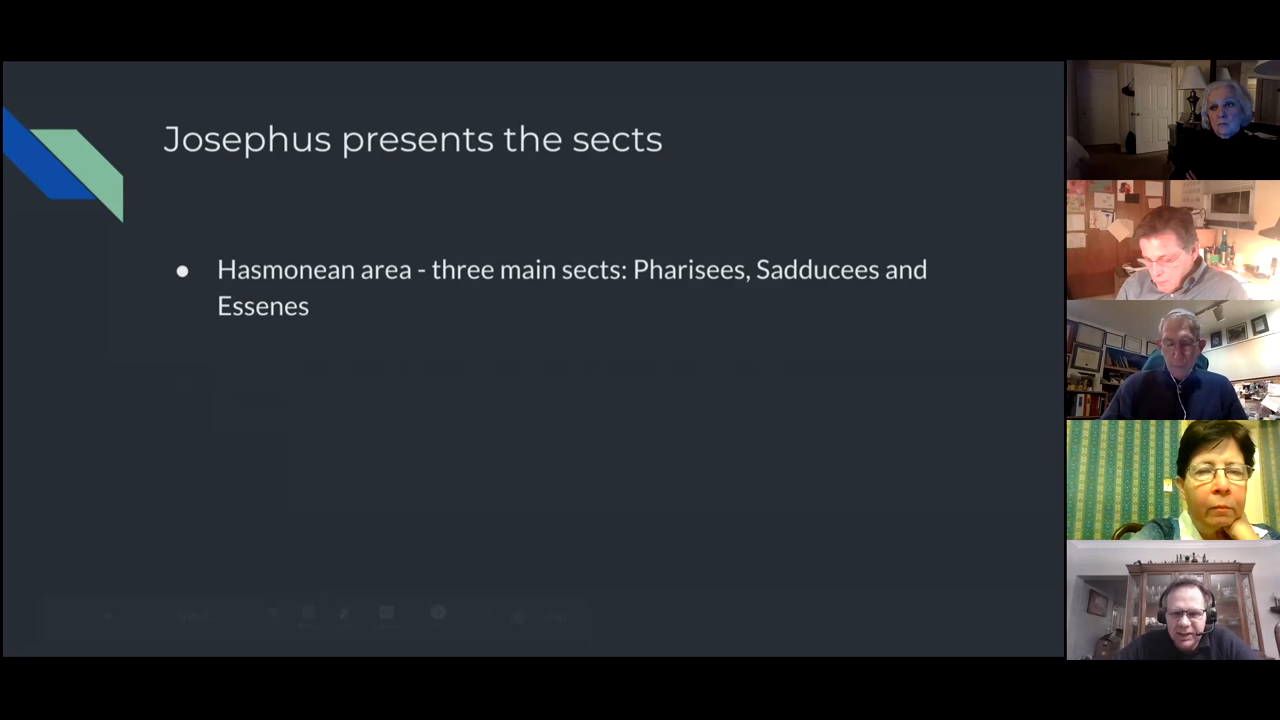 Josephus presents the sects
● Hasmonean area - three main sects: Pharisees, Sadducees and
Essenes